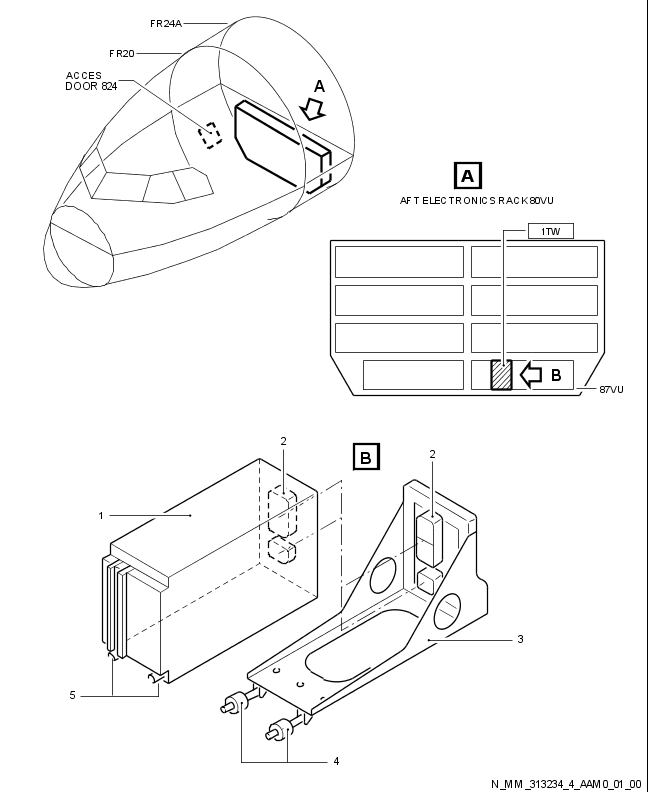 FR24A
FR20
ACCES
DOOR 824
A
A
AFT ELECTRONICS RACK 80VU
1TW
B
87VU
B
2
2
1
3
5
4
N_MM_313234_4_AAM0_01_00